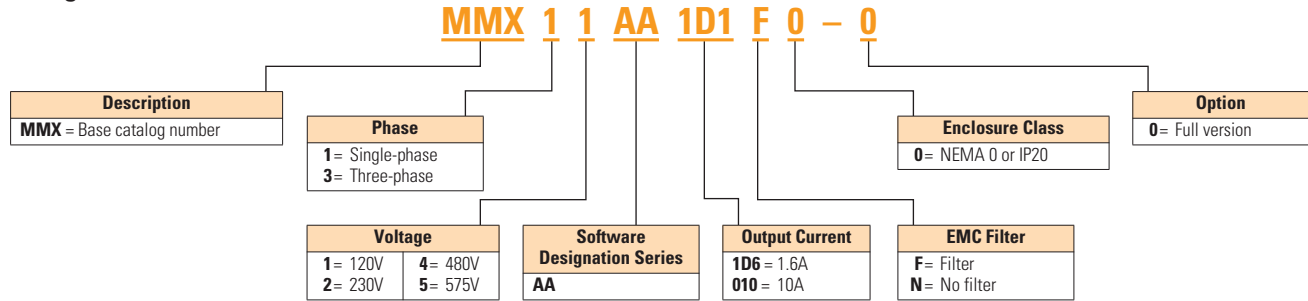 MMX 1 1 AA 1D1 F 0 – 0
Description
MMX = Base catalog number
Phase
1 = Single-phase
3 = Three-phase
Enclosure Class
0 = NEMA 0 or IP20
Option
0 = Full version
Voltage
1 = 120V 4 = 480V
2 = 230V 5 = 575V
Software
Designation Series
AA
Output Current
1D6 = 1.6A
010 = 10A
EMC Filter
F = Filter
N = No filter